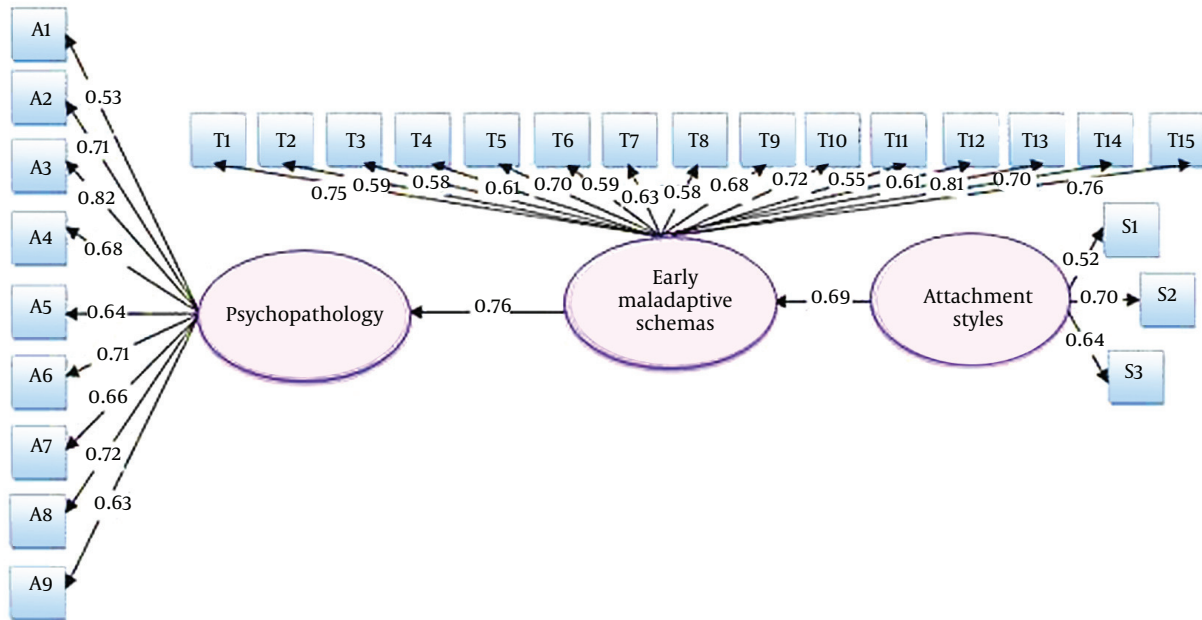 A1
A2
A3
A4
A5
A6
A7
A8
A9
0.53
0.71
0.82
0.68
0.64
0.71
0.66
0.72
0.63
T1 T2 T3 T4 T5 T6 T7 T8 T9 T10 T11 T12 T13 T14 T15
0.75 0.59 0.58 0.61 0.70 0.59 0.63 0.58 0.68 0.72 0.55 0.61 0.81 0.70 0.76
Psychopathology
0.76
Early
maladaptive
schemas
0.69
Attachment
styles
0.52
0.70
0.64
S1
S2
S3